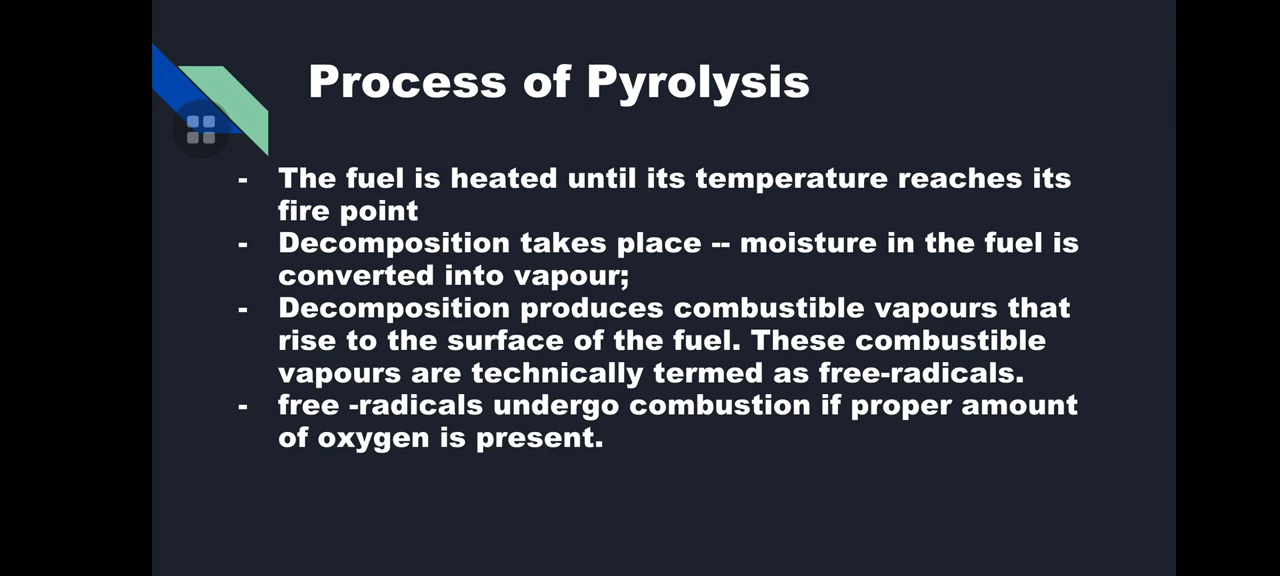 Process of Pyrolysis
- The fuel is heated until its temperature reaches its
fire point
- Decomposition takes place -- moisture in the fuel is
converted into vapour;
- Decomposition produces combustible vapours that
rise to the surface of the fuel. These combustible
vapours are technically termed as free-radicals.
- free -radicals undergo combustion if proper amount
of oxygen is present.